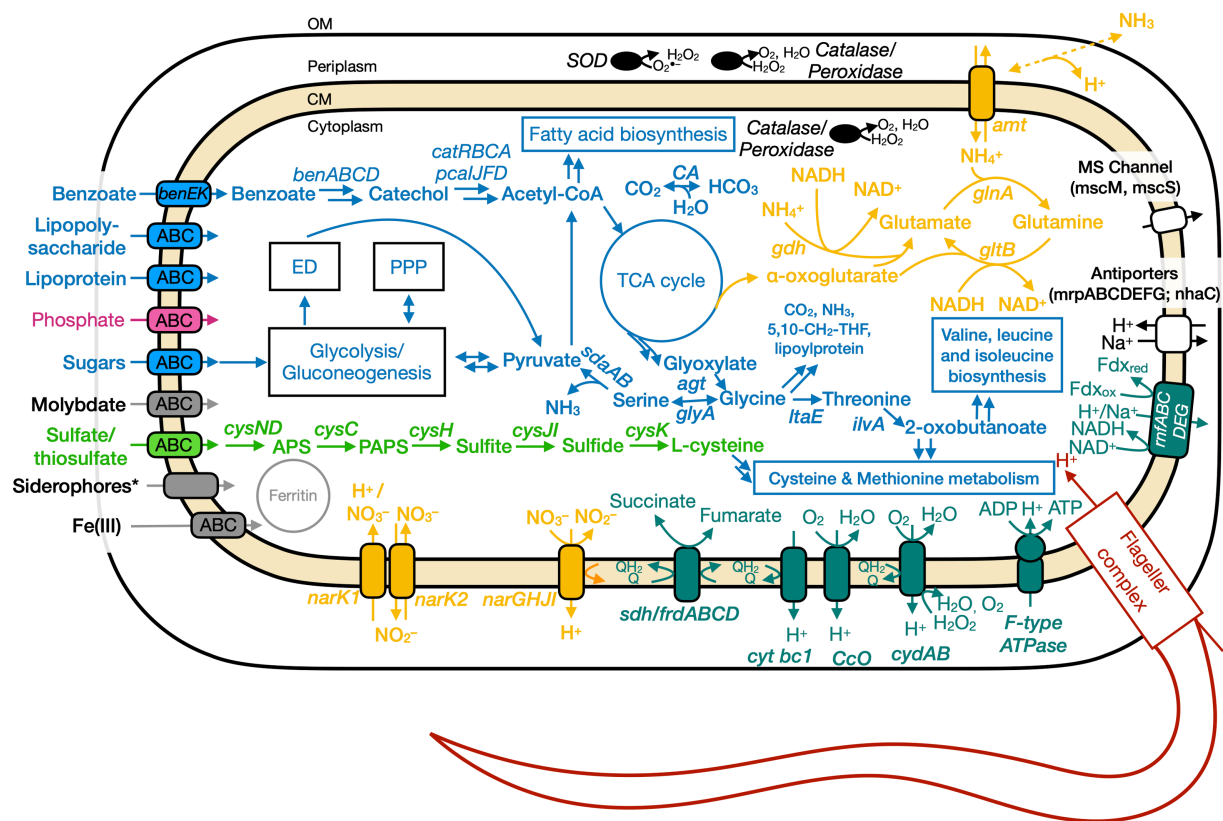 OM
Periplasm
CM
Cytoplasm
SOD
H₂O₂
O₂•−
O₂, H₂O
H₂O₂
Catalase/
Peroxidase
NH₃
H⁺
amt
NH₄⁺
Fatty acid biosynthesis
Catalase/
Peroxidase
O₂, H₂O
H₂O₂
MS Channel
(mscM, mscS)
Benzoate
benEK
Benzoate
benABCD
Catechol
catRBCA
pcaIJFD
Acetyl-CoA
CO₂
CA
HCO₃
H₂O
NADH
NAD⁺
NH₄⁺
gdh
Glutamate
glnA
Glutamine
gltB
α-oxoglutarate
NADH
NAD⁺
Lipopoly-
saccharide
ABC
Lipoprotein
ABC
Phosphate
ABC
Sugars
ABC
Molybdate
ABC
Sulfate/
thiosulfate
ABC
Siderophores*
Fe(III)
ABC
Ferritin
ED
PPP
Glycolysis/
Gluconeogenesis
TCA cycle
Pyruvate
sdaAB
NH₃
Serine
Glyoxylate
agt
glyA
Glycine
CO₂, NH₃,
5,10-CH₂-THF,
lipoylprotein
ltaE
Threonine
ilvA
2-oxobutanoate
Valine, leucine
and isoleucine
biosynthesis
Antiporters
(mrpABCDEFG; nhaC)
H⁺
Na⁺
Fdxred
Fdxox
H⁺/Na⁺
NADH
NAD⁺
rnfABC
DEG
cysND
APS
cysC
PAPS
cysH
Sulfite
cysJI
Sulfide
cysK
L-cysteine
Cysteine & Methionine metabolism
H⁺
Flageller
complex
H⁺/
NO₃⁻
NO₃⁻
narK1
narK2
NO₂⁻
NO₃⁻
NO₂⁻
narGHJI
H⁺
QH₂
Q
Succinate
Fumarate
sdh/frdABCD
QH₂
Q
cyt bc1
H⁺
O₂
H₂O
CcO
H⁺
O₂
H₂O
QH₂
Q
cydAB
H⁺
H₂O, O₂
H₂O₂
ADP
H⁺
ATP
F-type
ATPase